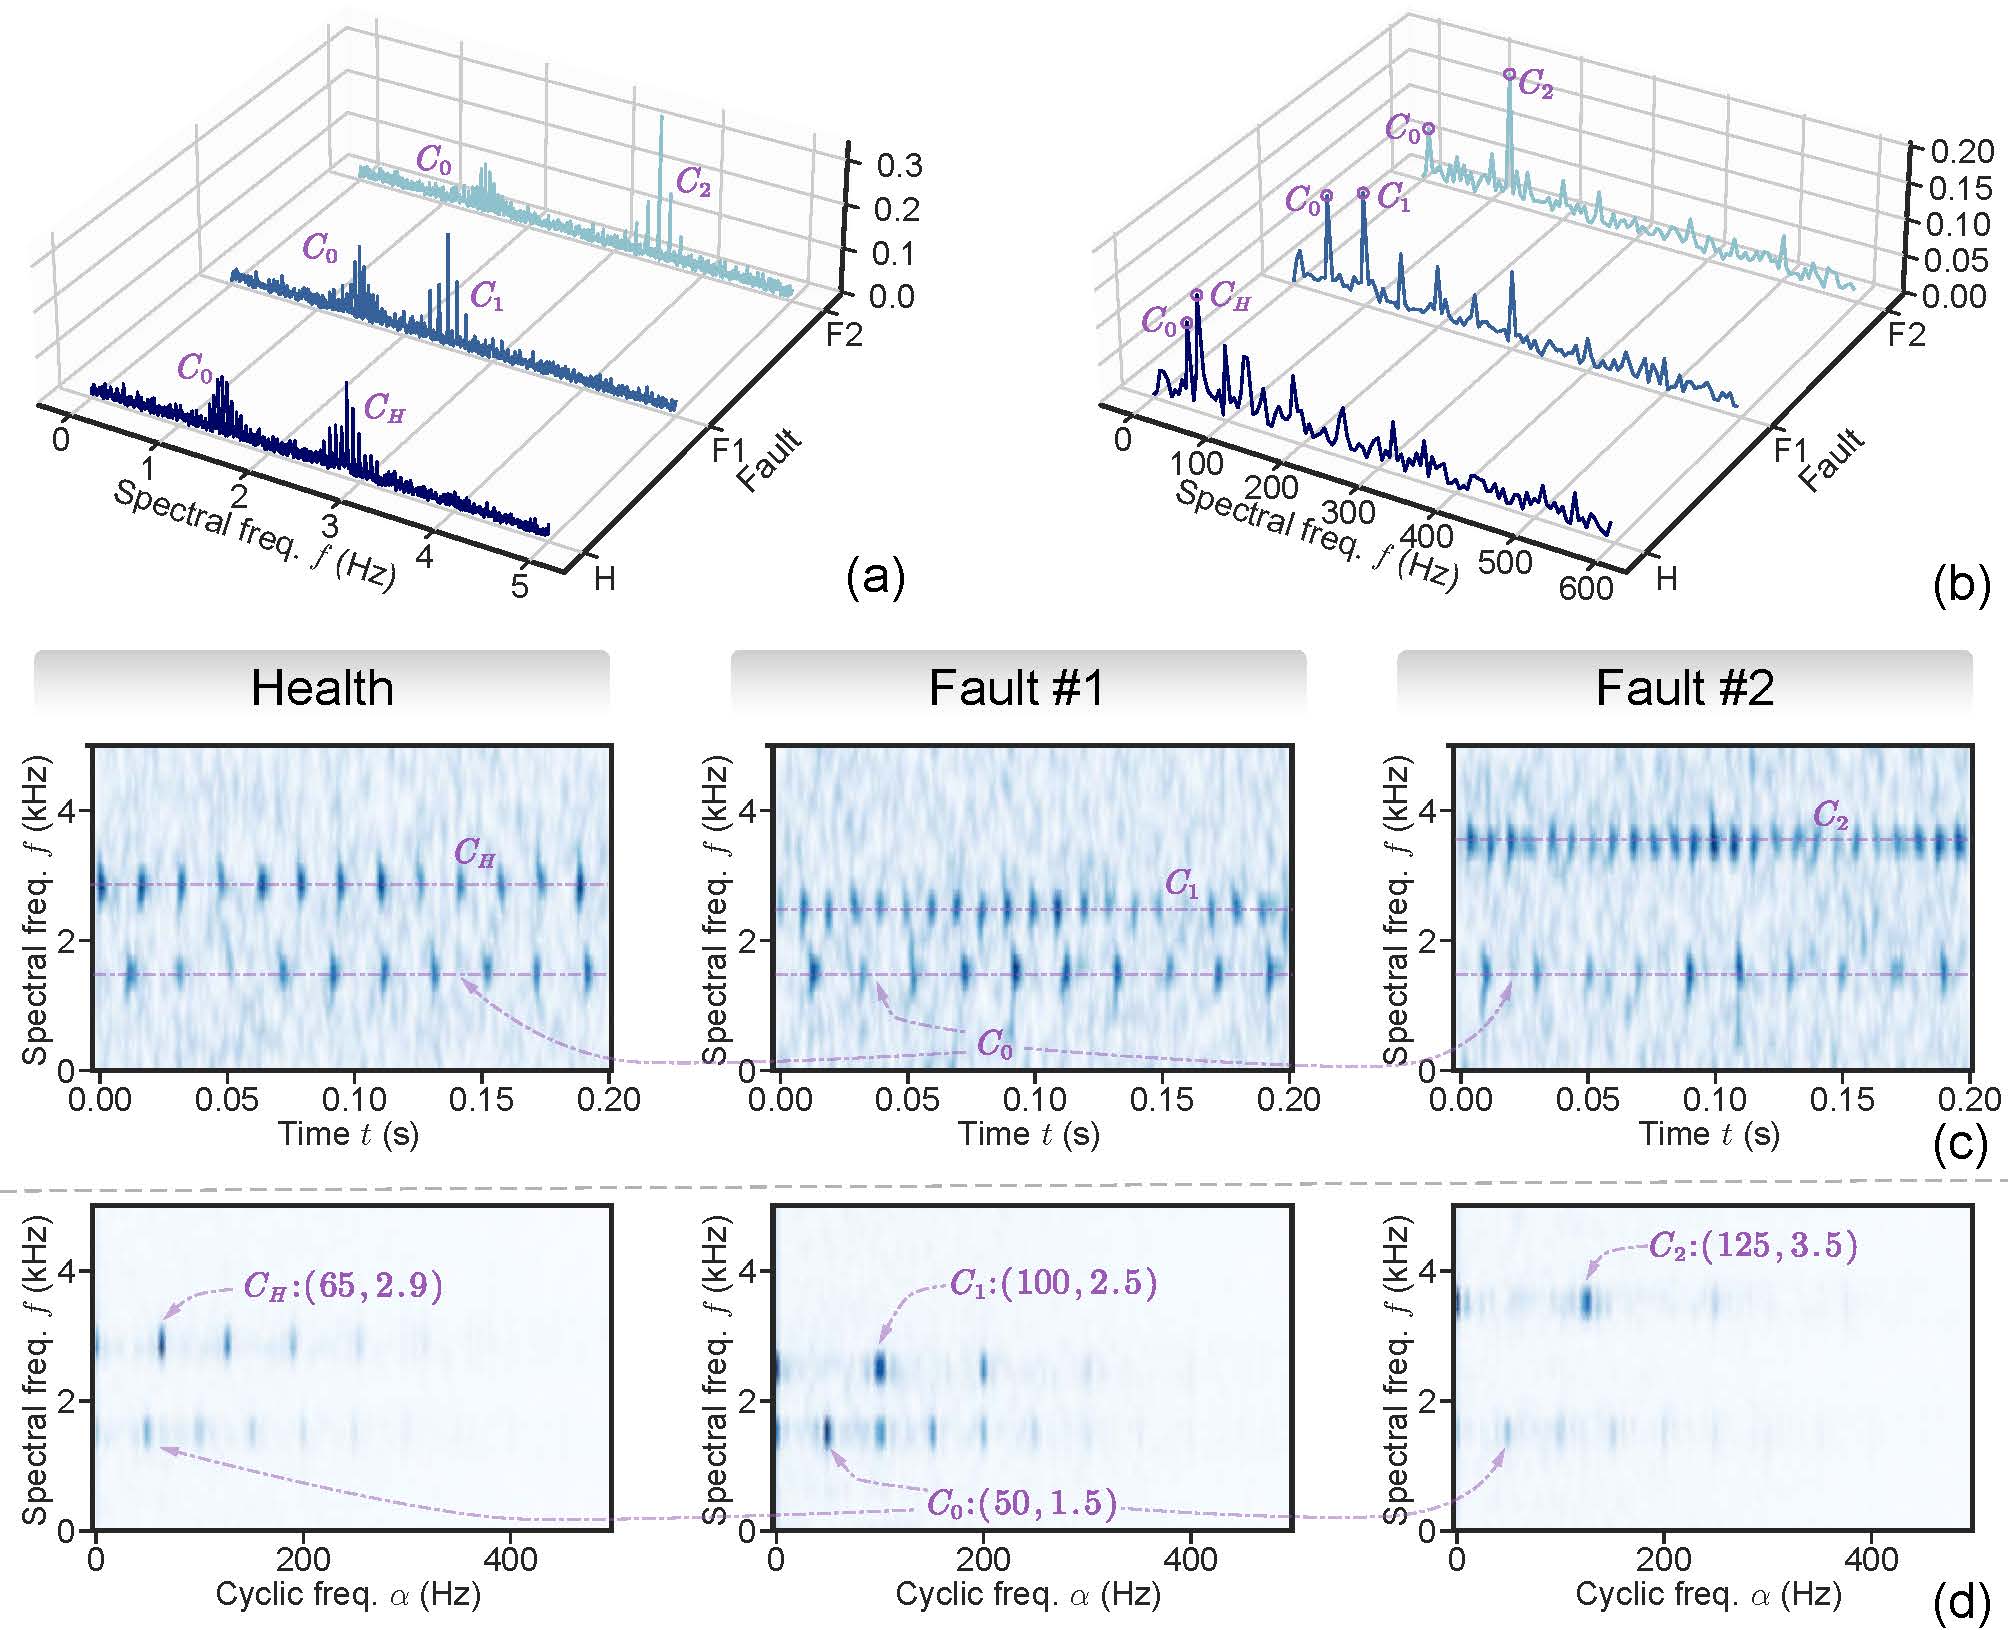 C₀
C₂
0.3
0.2
0.1
0.0
C₀
C₁
C₀
C_H
0
1
2
3
4
5
Spectral freq. f (Hz)
H
F1
F2
Fault
(a)
C₀
C₂
0.20
0.15
0.10
0.05
0.00
C₀
C₁
C₀
C_H
0
100
200
300
400
500
600
Spectral freq. f (Hz)
H
F1
F2
Fault
(b)
Health
Fault #1
Fault #2
Spectral freq. f (kHz)
4
2
0
C_H
0.00 0.05 0.10 0.15 0.20
Time t (s)
Spectral freq. f (kHz)
4
2
0
C₁
C₀
0.00 0.05 0.10 0.15 0.20
Time t (s)
Spectral freq. f (kHz)
4
2
0
C₂
0.00 0.05 0.10 0.15 0.20
Time t (s)
(c)
Spectral freq. f (kHz)
4
2
0
C_H:(65, 2.9)
0 200 400
Cyclic freq. α (Hz)
Spectral freq. f (kHz)
4
2
0
C₁:(100, 2.5)
C₀:(50, 1.5)
0 200 400
Cyclic freq. α (Hz)
Spectral freq. f (kHz)
4
2
0
C₂:(125, 3.5)
0 200 400
Cyclic freq. α (Hz)
(d)